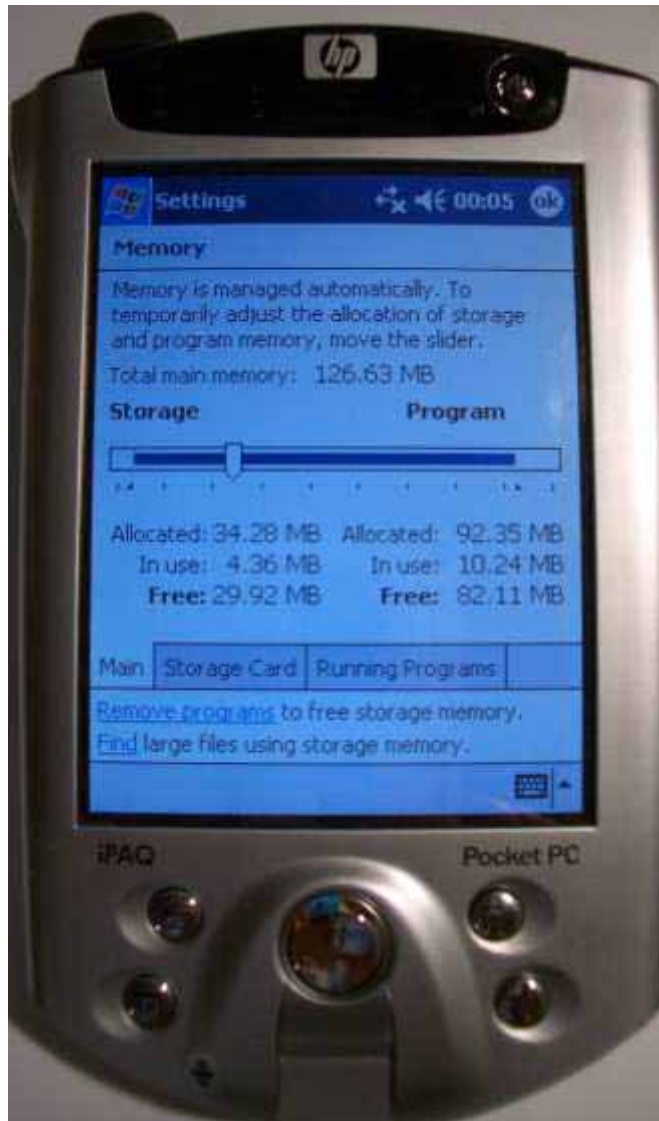 hp
Settings 00:05 ok
Memory
Memory is managed automatically. To
temporarily adjust the allocation of storage
and program memory, move the slider.
Total main memory: 126.63 MB
Storage Program
Allocated: 34.28 MB Allocated: 92.35 MB
In use: 4.36 MB In use: 10.24 MB
Free: 29.92 MB Free: 82.11 MB
Main Storage Card Running Programs
Remove programs to free storage memory.
Find large files using storage memory.
iPAQ Pocket PC